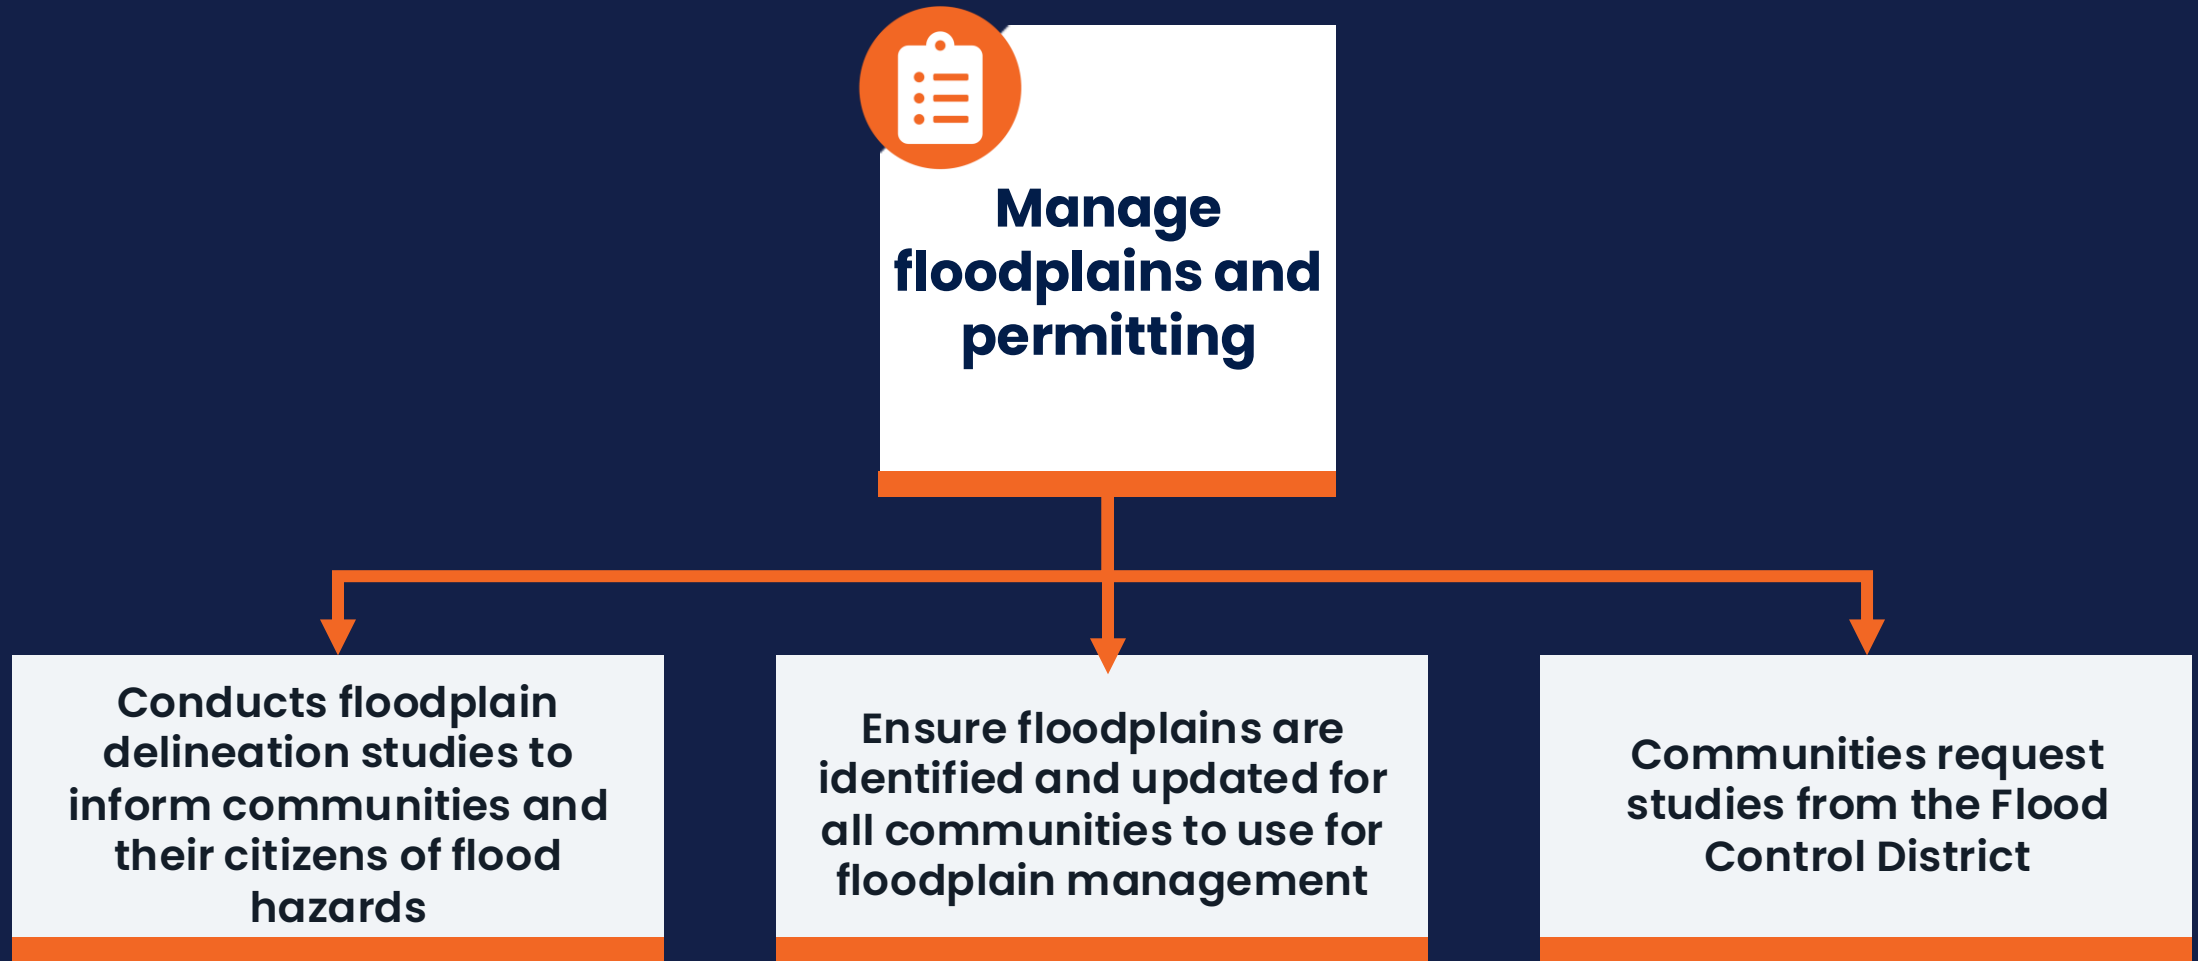 Manage
floodplains and
permitting
Conducts floodplain
delineation studies to
inform communities and
their citizens of flood
hazards
Ensure floodplains are
identified and updated for
all communities to use for
floodplain management
Communities request
studies from the Flood
Control District